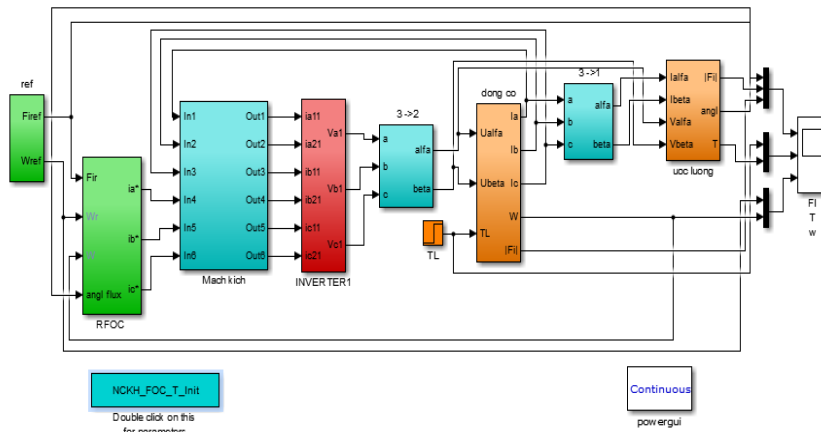 ref
Firef
Wref
Fir
Wr
W
angl flux
ia*
ib*
ic*
RFOC
In1
In2
In3
In4
In5
In6
Out1
Out2
Out3
Out4
Out5
Out6
Mach kich
ia11
ia21
ib11
ib21
ic11
ic21
Va1
Vb1
Vc1
INVERTER1
3->2
a
b
c
alfa
beta
TL
dong co
Ualfa
Ubeta
TL
Ia
Ib
Ic
W
|Fi|
3->1
a
b
c
alfa
beta
Ialfa
Ibeta
Valfa
Vbeta
|Fi|
angl
T
uoc luong
FI
T
w
NCKH_FOC_T_Init
Double click on this
for parameters
Continuous
powergui